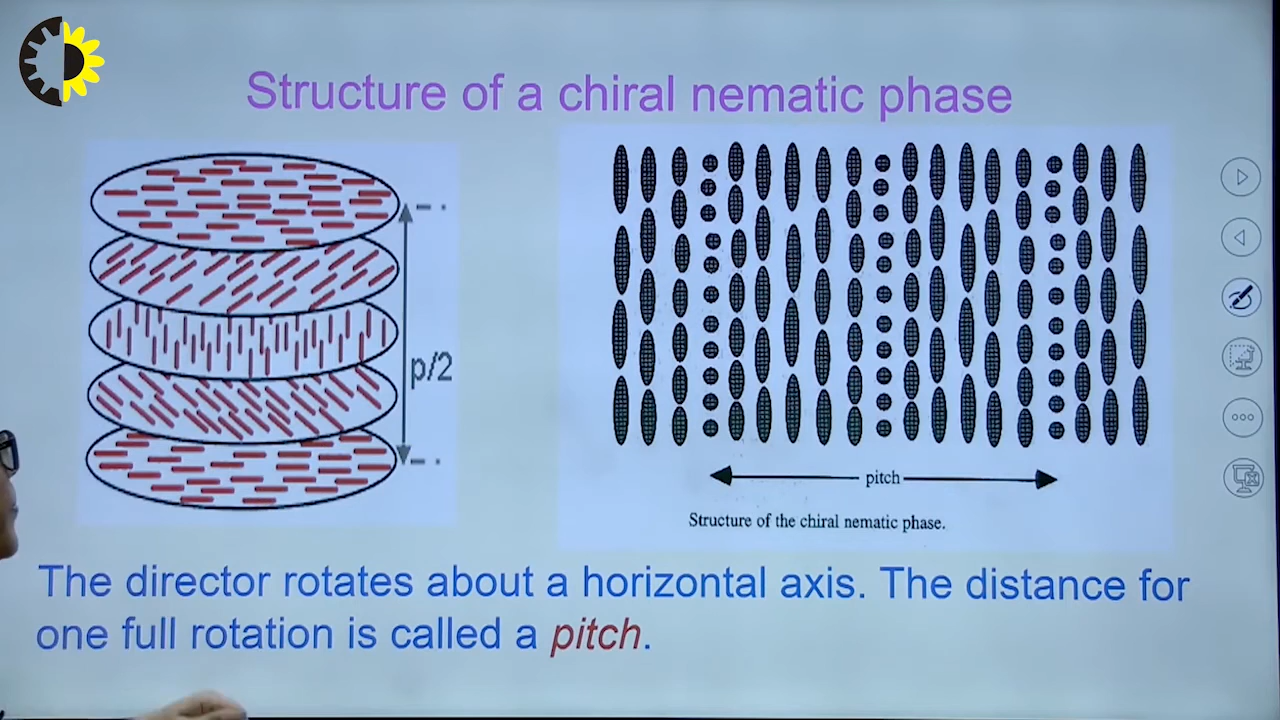 Structure of a chiral nematic phase
p/2
pitch
Structure of the chiral nematic phase.
The director rotates about a horizontal axis. The distance for
one full rotation is called a pitch.